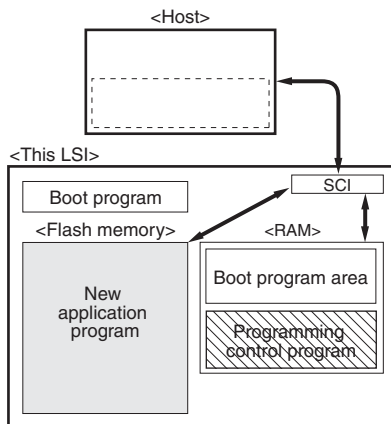 <Host>
<This LSI>
SCI
Boot program
<Flash memory>
<RAM>
New
application
program
Boot program area
Programming
control program